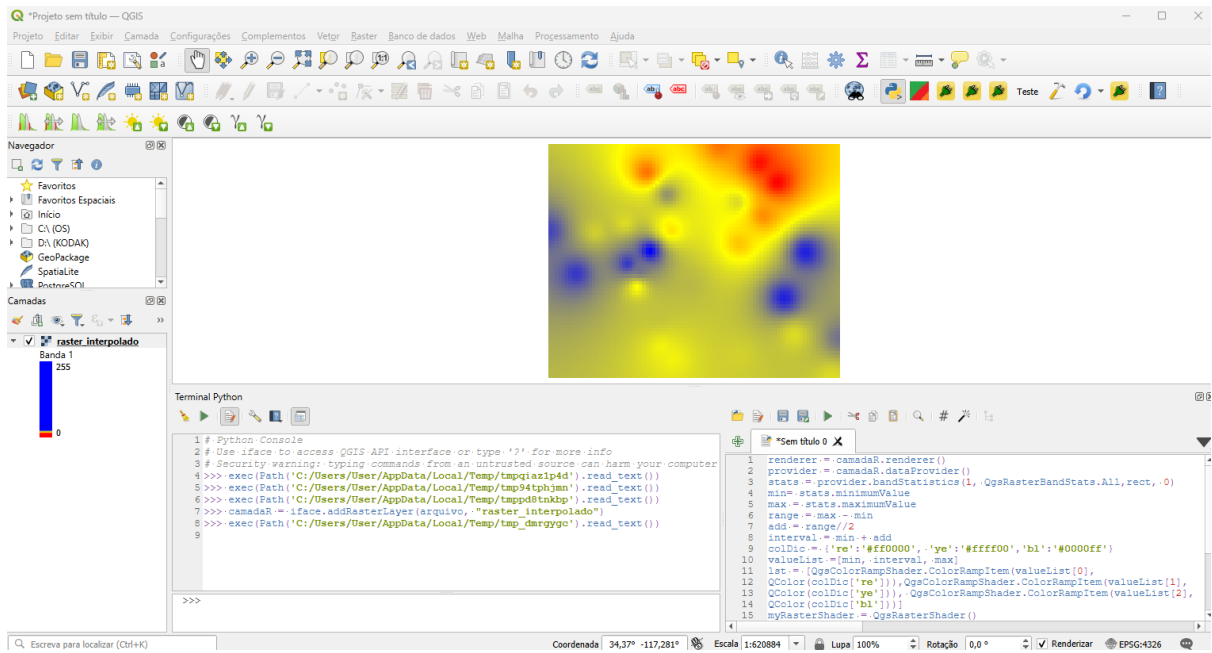 *Projeto sem título — QGIS
Projeto Editar Exibir Camada Configurações Complementos Vetor Raster Banco de dados Web Malha Processamento Ajuda
Teste
Navegador
Favoritos
Favoritos Espaciais
Início
C:\ (OS)
D:\ (KODAK)
GeoPackage
SpatiaLite
PostgreSQL
Camadas
raster_interpolado
Banda 1
255
0
Terminal Python
1 # Python Console
2 # Use iface to access QGIS API interface or type '?' for more info
3 # Security warning: typing commands from an untrusted source can harm your computer
4 >>> exec(Path('C:/Users/User/AppData/Local/Temp/tmpqiaz1p4d').read_text())
5 >>> exec(Path('C:/Users/User/AppData/Local/Temp/tmp94tphjmn').read_text())
6 >>> exec(Path('C:/Users/User/AppData/Local/Temp/tmppd8tnkbp').read_text())
7 >>> camadaR = iface.addRasterLayer(arquivo, "raster_interpolado")
8 >>> exec(Path('C:/Users/User/AppData/Local/Temp/tmp_dmrgygc').read_text())
9
>>>
*Sem título 0
1 renderer = camadaR.renderer()
2 provider = camadaR.dataProvider()
3 stats = provider.bandStatistics(1, QgsRasterBandStats.All,rect, 0)
4 min= stats.minimumValue
5 max = stats.maximumValue
6 range = max - min
7 add = range//2
8 interval = min + add
9 colDic = {'re':'#ff0000', 'ye':'#ffff00','bl':'#0000ff'}
10 valueList =[min, interval, max]
11 lst = [QgsColorRampShader.ColorRampItem(valueList[0],
12 QColor(colDic['re'])),QgsColorRampShader.ColorRampItem(valueList[1],
13 QColor(colDic['ye'])), QgsColorRampShader.ColorRampItem(valueList[2],
14 QColor(colDic['bl']))]
15 myRasterShader = QgsRasterShader()
Escreva para localizar (Ctrl+K)
Coordenada 34,37° -117,281° Escala 1:620884 Lupa 100% Rotação 0,0 ° Renderizar EPSG:4326